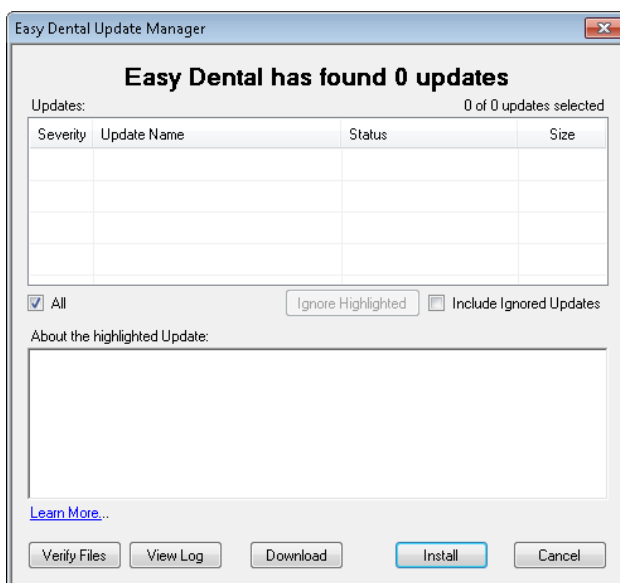 Easy Dental Update Manager
Easy Dental has found 0 updates
Updates: 0 of 0 updates selected
Severity Update Name Status Size
All Ignore Highlighted Include Ignored Updates
About the highlighted Update:
Learn More...
Verify Files View Log Download Install Cancel